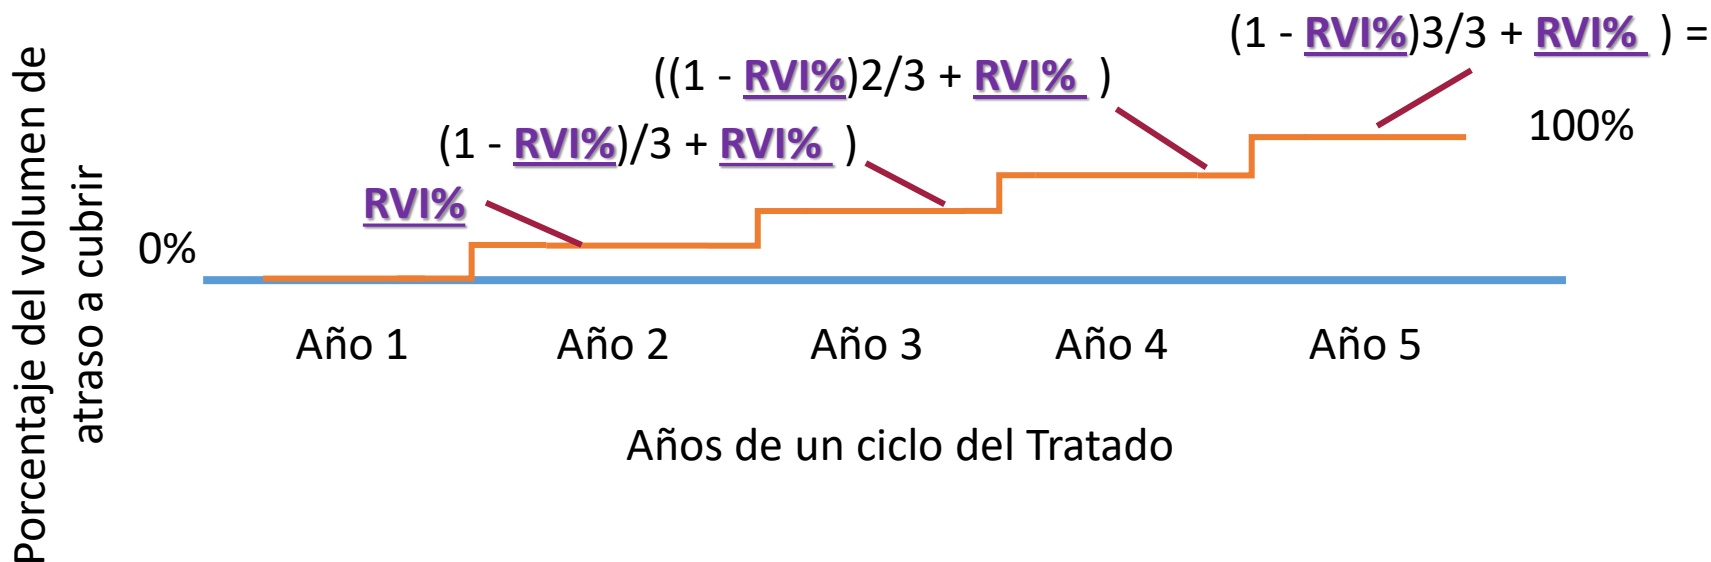 (1 - RVI%)3/3 + RVI% ) =
((1 - RVI%)2/3 + RVI% )
100%
(1 - RVI%)/3 + RVI% )
RVI%
0%
Porcentaje del volumen de
atraso a cubrir
Año 1 Año 2 Año 3 Año 4 Año 5
Años de un ciclo del Tratado